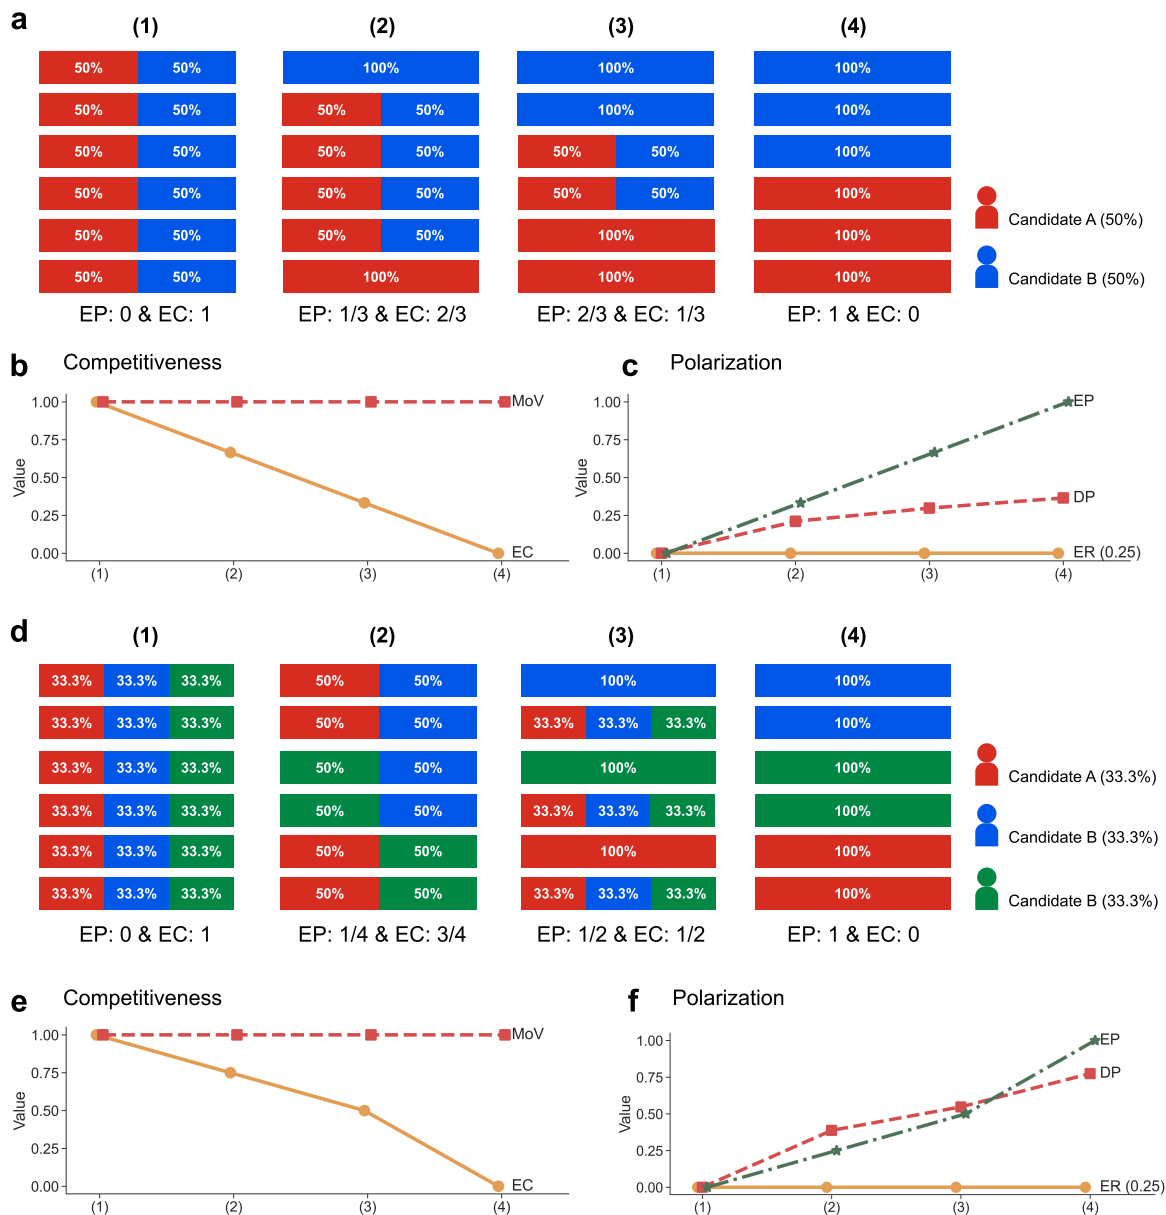 a
(1) (2) (3) (4)
50% 50% 100% 100% 100%
50% 50% 50% 50% 100% 100%
50% 50% 50% 50% 50% 50% 100%
50% 50% 50% 50% 50% 50% 100%
50% 50% 50% 50% 100% 100%
50% 50% 100% 100% 100%
Candidate A (50%)
Candidate B (50%)
EP: 0 & EC: 1 EP: 1/3 & EC: 2/3 EP: 2/3 & EC: 1/3 EP: 1 & EC: 0
b Competitiveness
1.00
0.75
0.50
0.25
0.00
Value
MoV
EC
(1) (2) (3) (4)
c Polarization
1.00
0.75
0.50
0.25
0.00
Value
EP
DP
ER (0.25)
(1) (2) (3) (4)
d
(1) (2) (3) (4)
33.3% 33.3% 33.3% 50% 50% 100% 100%
33.3% 33.3% 33.3% 50% 50% 33.3% 33.3% 33.3% 100%
33.3% 33.3% 33.3% 50% 50% 100% 100%
33.3% 33.3% 33.3% 50% 50% 33.3% 33.3% 33.3% 100%
33.3% 33.3% 33.3% 50% 50% 100% 100%
33.3% 33.3% 33.3% 50% 50% 33.3% 33.3% 33.3% 100%
Candidate A (33.3%)
Candidate B (33.3%)
Candidate B (33.3%)
EP: 0 & EC: 1 EP: 1/4 & EC: 3/4 EP: 1/2 & EC: 1/2 EP: 1 & EC: 0
e Competitiveness
1.00
0.75
0.50
0.25
0.00
Value
MoV
EC
(1) (2) (3) (4)
f Polarization
1.00
0.75
0.50
0.25
0.00
Value
EP
DP
ER (0.25)
(1) (2) (3) (4)